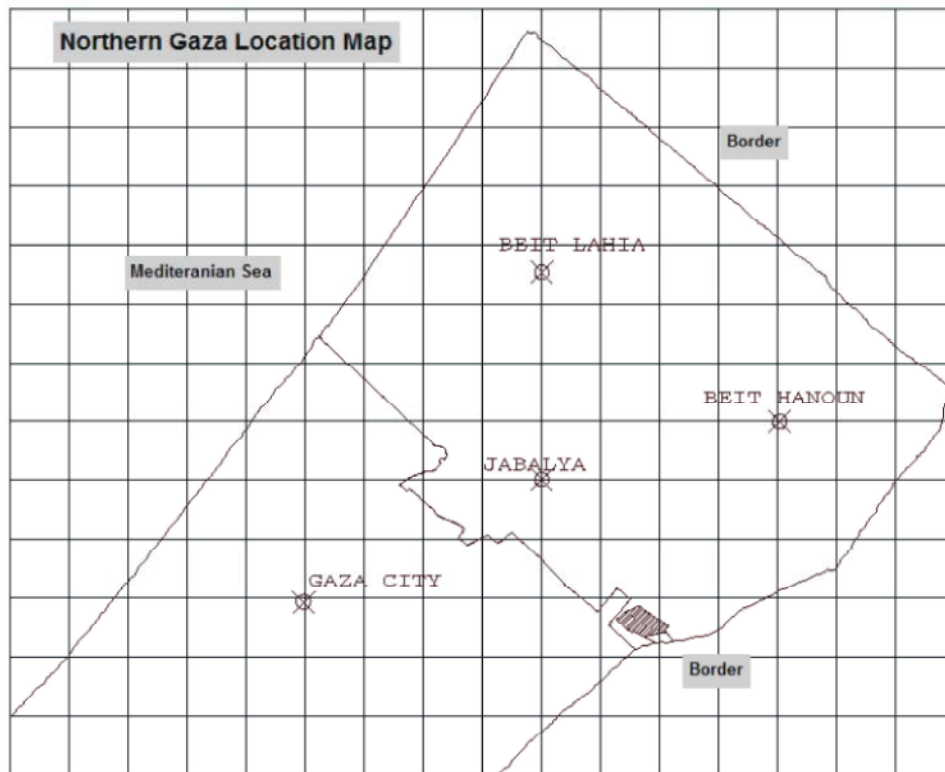 Northern Gaza Location Map
Border
BEIT LAHIA
Mediteranian Sea
BEIT HANOUN
JABALYA
GAZA CITY
Border